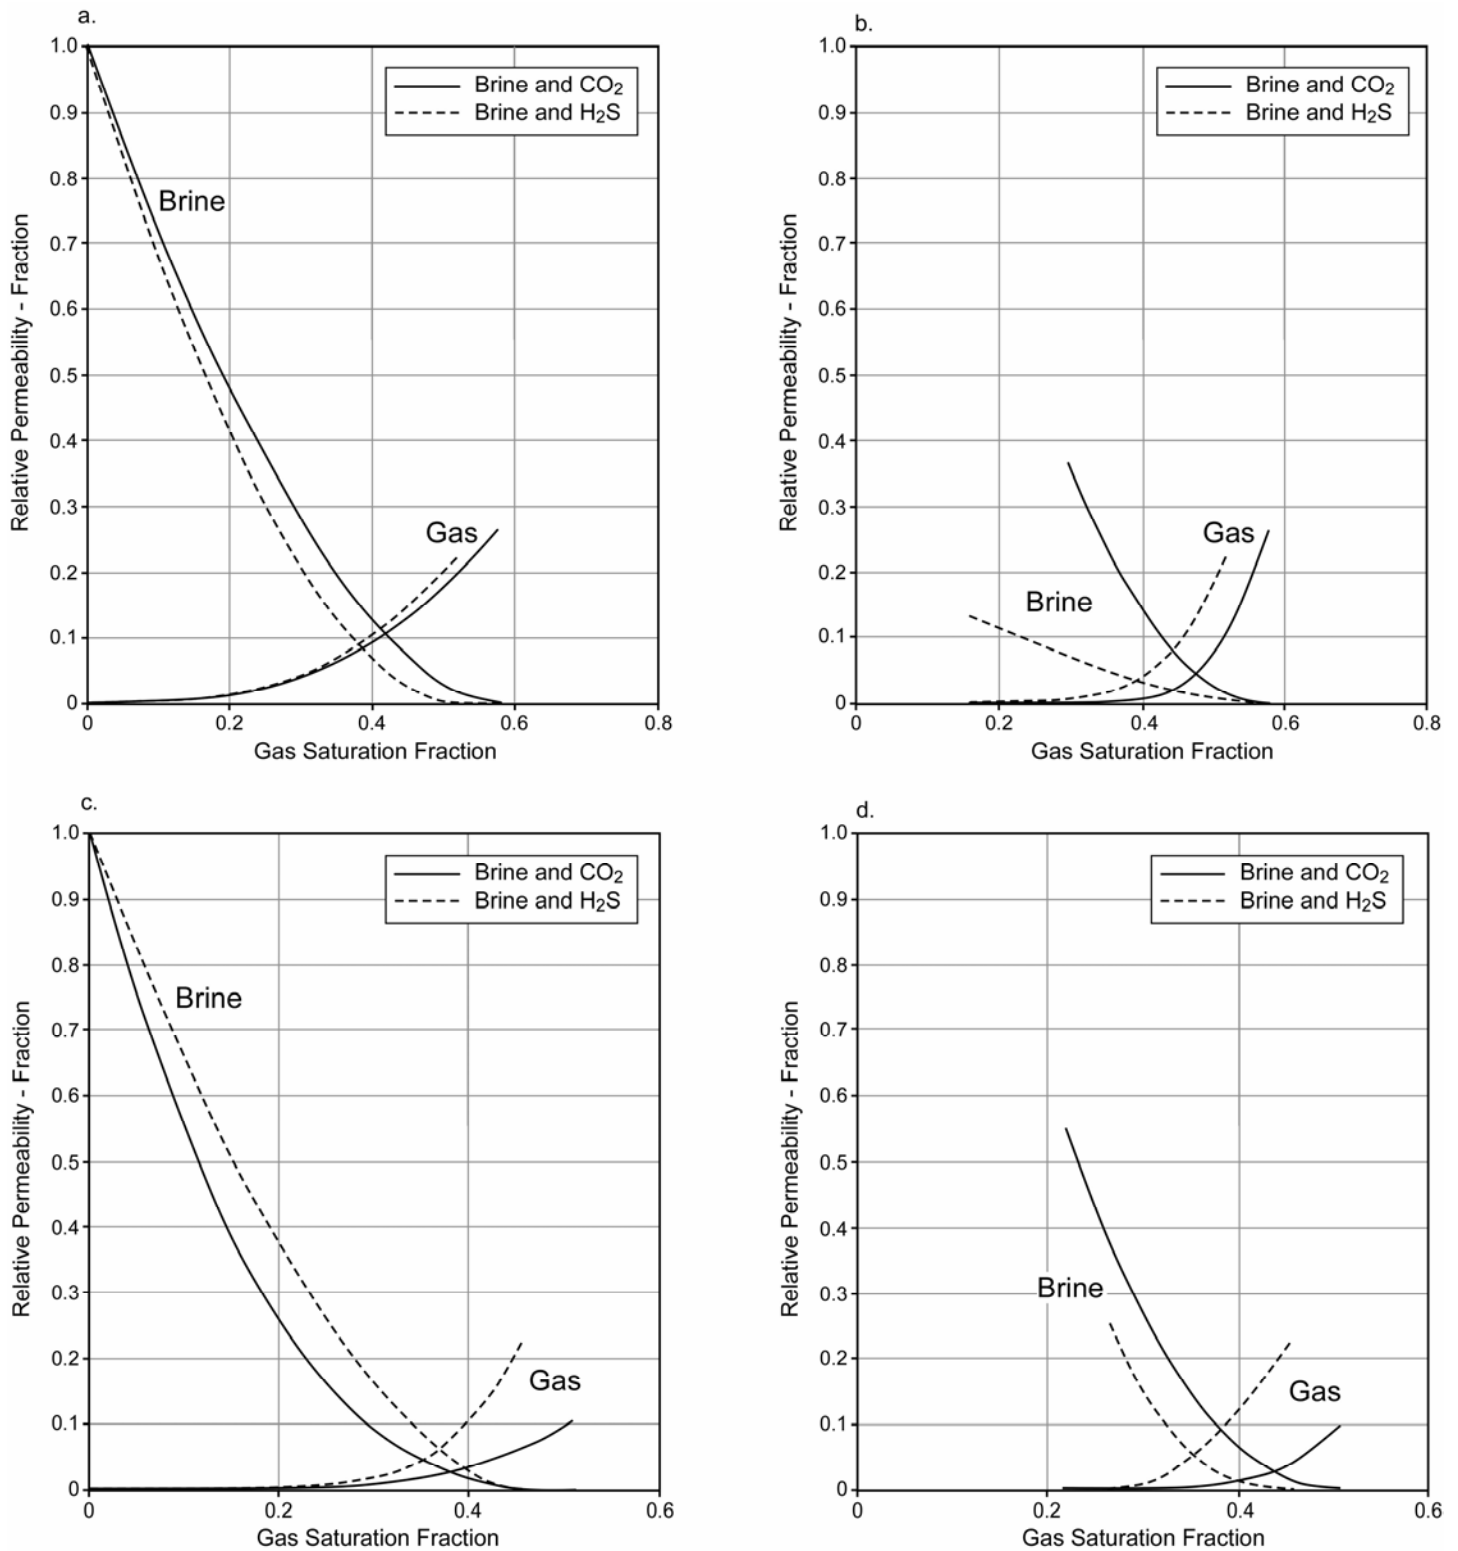 a.
Relative Permeability - Fraction
1.0
0.9
0.8
0.7
0.6
0.5
0.4
0.3
0.2
0.1
0
Brine and CO₂
Brine and H₂S
Brine
Gas
0 0.2 0.4 0.6 0.8
Gas Saturation Fraction
b.
Relative Permeability - Fraction
1.0
0.9
0.8
0.7
0.6
0.5
0.4
0.3
0.2
0.1
0
Brine and CO₂
Brine and H₂S
Gas
Brine
0 0.2 0.4 0.6 0.8
Gas Saturation Fraction
c.
Relative Permeability - Fraction
1.0
0.9
0.8
0.7
0.6
0.5
0.4
0.3
0.2
0.1
0
Brine and CO₂
Brine and H₂S
Brine
Gas
0 0.2 0.4 0.6
Gas Saturation Fraction
d.
Relative Permeability - Fraction
1.0
0.9
0.8
0.7
0.6
0.5
0.4
0.3
0.2
0.1
0
Brine and CO₂
Brine and H₂S
Brine
Gas
0 0.2 0.4 0.6
Gas Saturation Fraction